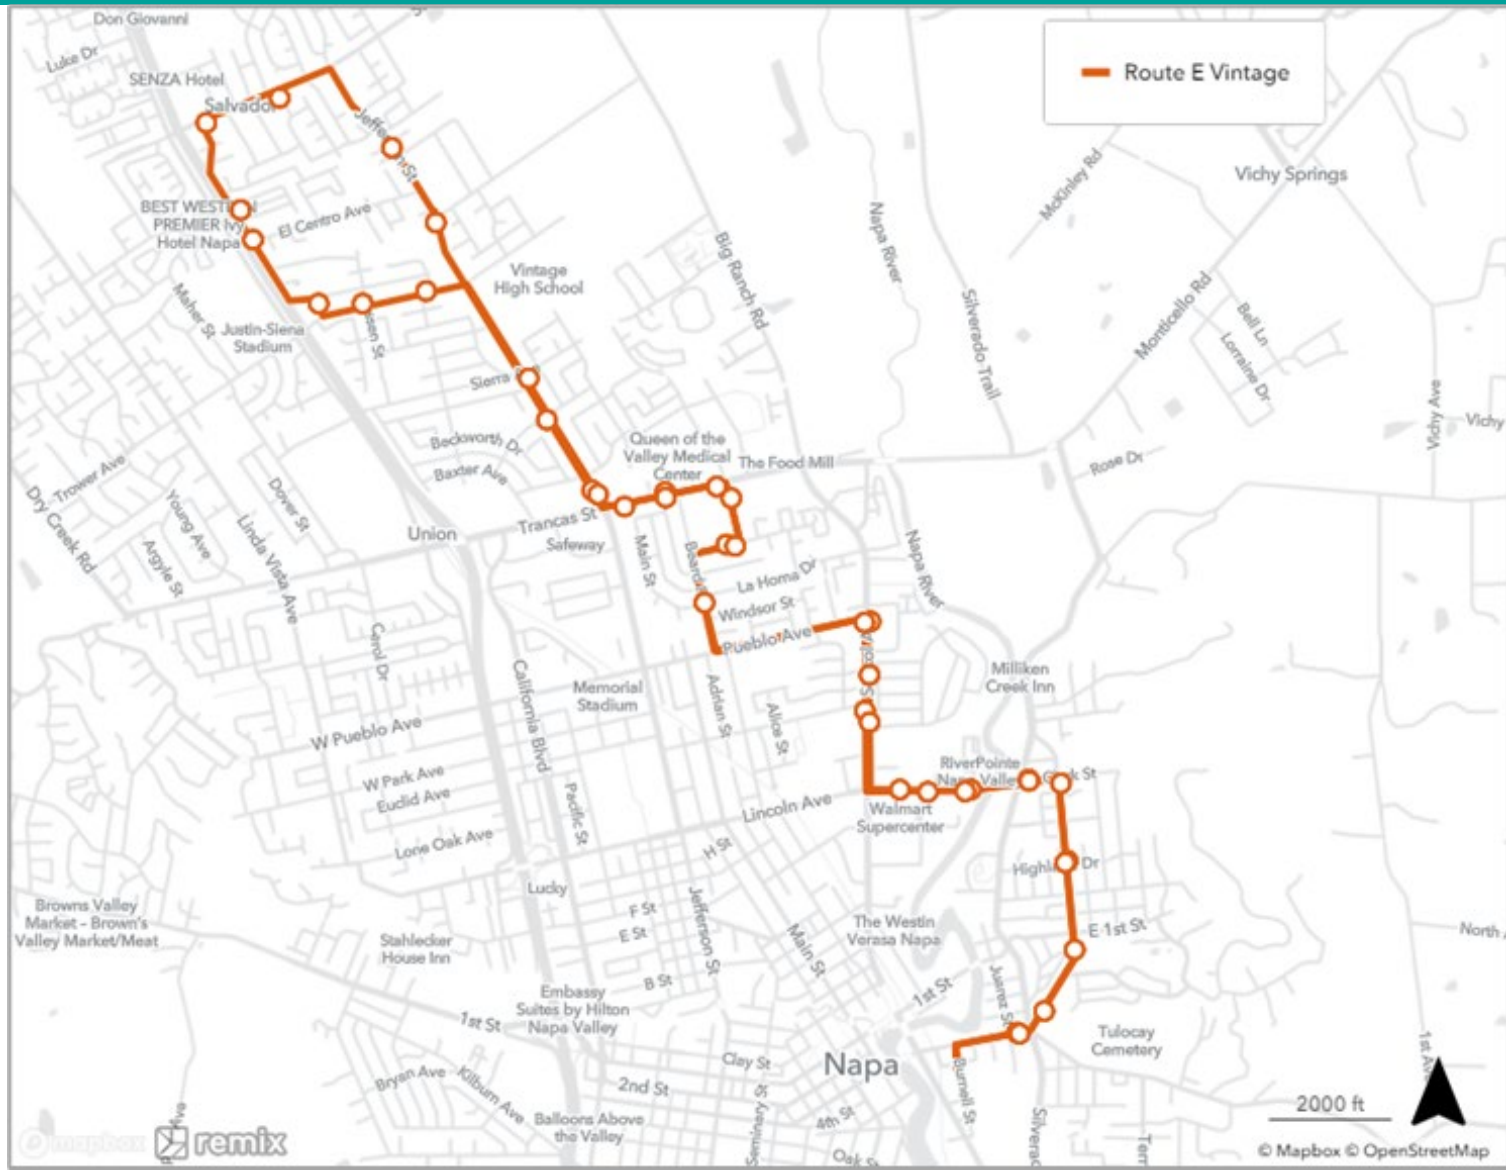 Don Giovanni
Luke Dr
SENZA Hotel
Salvador
Route E Vintage
Vichy Springs
McKinley Rd
BEST WESTERN
PREMIER Ivy
Hotel Napa
El Centro Ave
Jefferson St
Vintage
High School
Big Ranch Rd
Napa River
Silverado Trail
Monticello Rd
Bell Ln
Lorraine Dr
Maher St
Justin-Siena
Stadium
Sierra
Vichy Ave
Vichy
Beckworth Dr
Baxter Ave
Queen of the
Valley Medical
Center
The Food Mill
Rose Dr
Trower Ave
Dry Creek Rd
Young Ave
Argyle St
Dover St
Linda Vista Ave
Union
Trancas St
Safeway
Main St
Beard
La Homa Dr
Windsor St
Pueblo Ave
Napa River
Carol Dr
California Blvd
Memorial
Stadium
Adrian St
Alice St
Milliken
Creek Inn
W Pueblo Ave
W Park Ave
Euclid Ave
Pacific St
Lone Oak Ave
Lincoln Ave
RiverPointe
Napa Valley
Clark St
Walmart
Supercenter
H St
Highland Dr
Lucky
Browns Valley
Market - Brown's
Valley Market/Meat
Stahlecker
House Inn
F St
E St
Jefferson St
B St
Main St
The Westin
Verasa Napa
E 1st St
North
Embassy
Suites by Hilton
Napa Valley
1st St
1st St
Juarez St
Tulocay
Cemetery
Napa
Clay St
2nd St
4th St
Seminary St
Oak St
Burnell St
Silverad
Terr
1st Ave
Bryan Ave
Kilburn Ave
Balloons Above
the Valley
Ava
2000 ft
mapbox remix
© Mapbox © OpenStreetMap